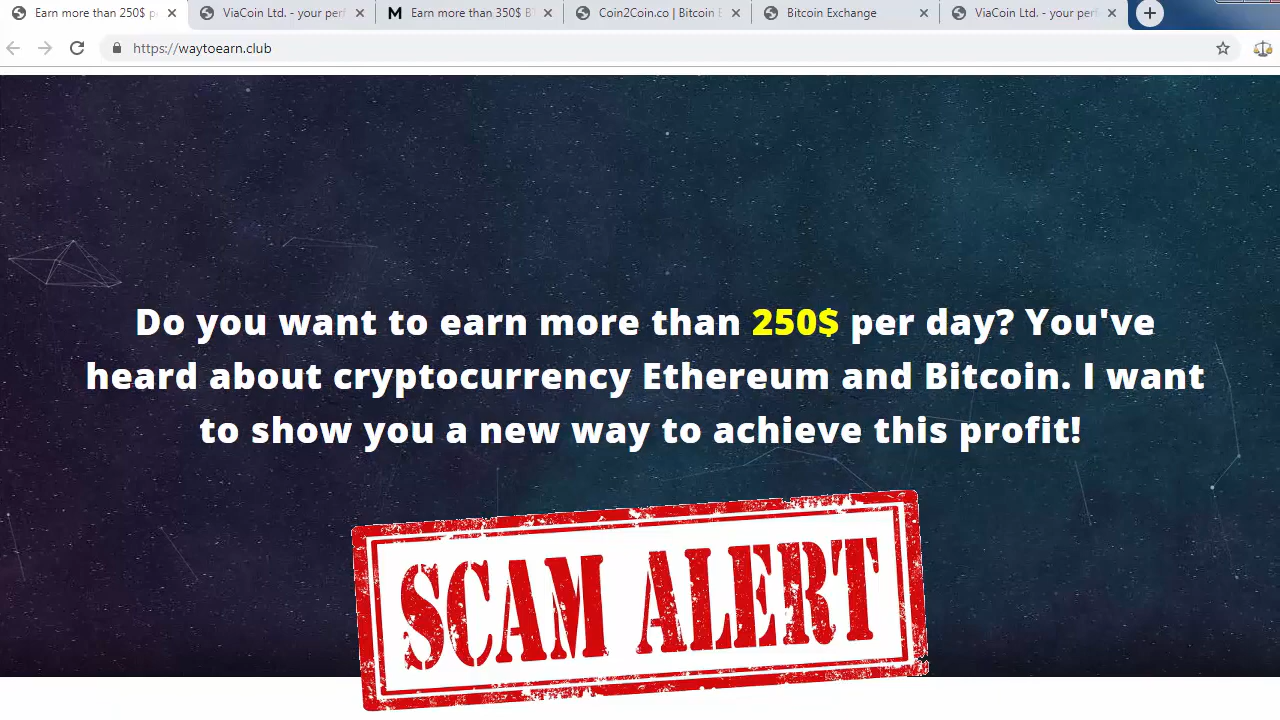 Earn more than 250$ p
ViaCoin Ltd. - your perf
M
Earn more than 350$ B
Coin2Coin.co | Bitcoin E
Bitcoin Exchange
ViaCoin Ltd. - your perf
https://waytoearn.club
Do you want to earn more than 250$ per day? You've
heard about cryptocurrency Ethereum and Bitcoin. I want
to show you a new way to achieve this profit!
SCAM ALERT